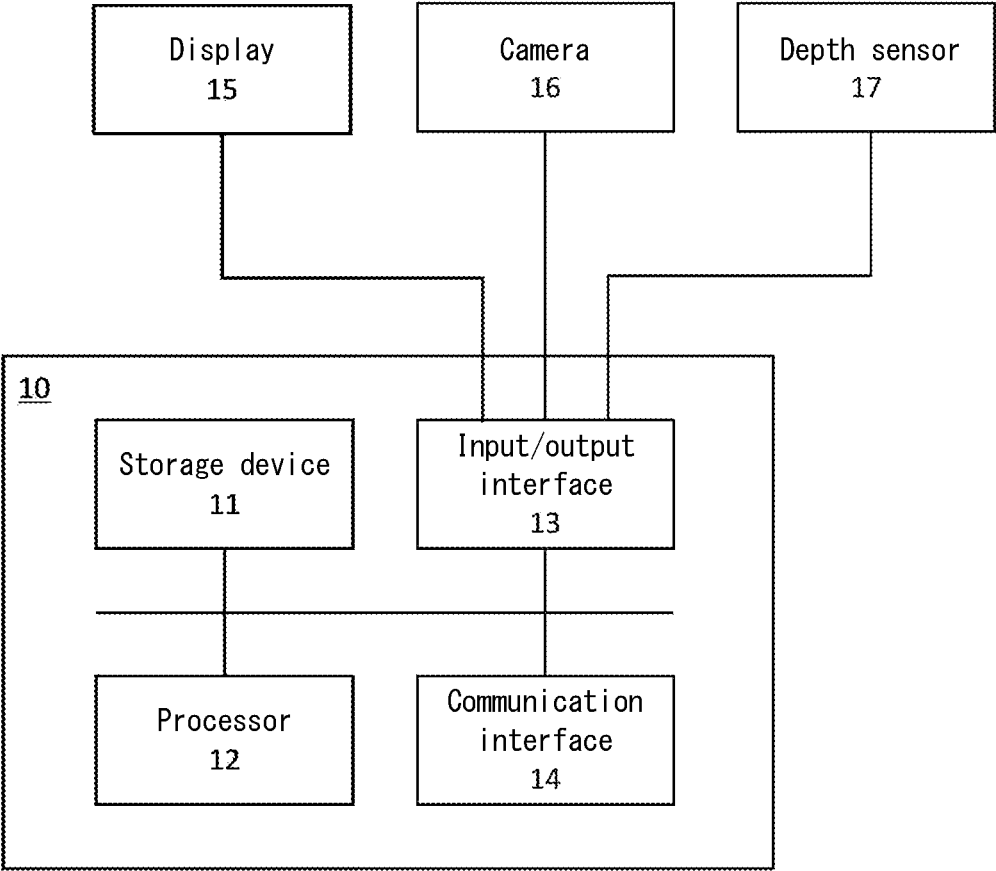 Display
15
Camera
16
Depth sensor
17
10
Storage device
11
Input/output
interface
13
Processor
12
Communication
interface
14